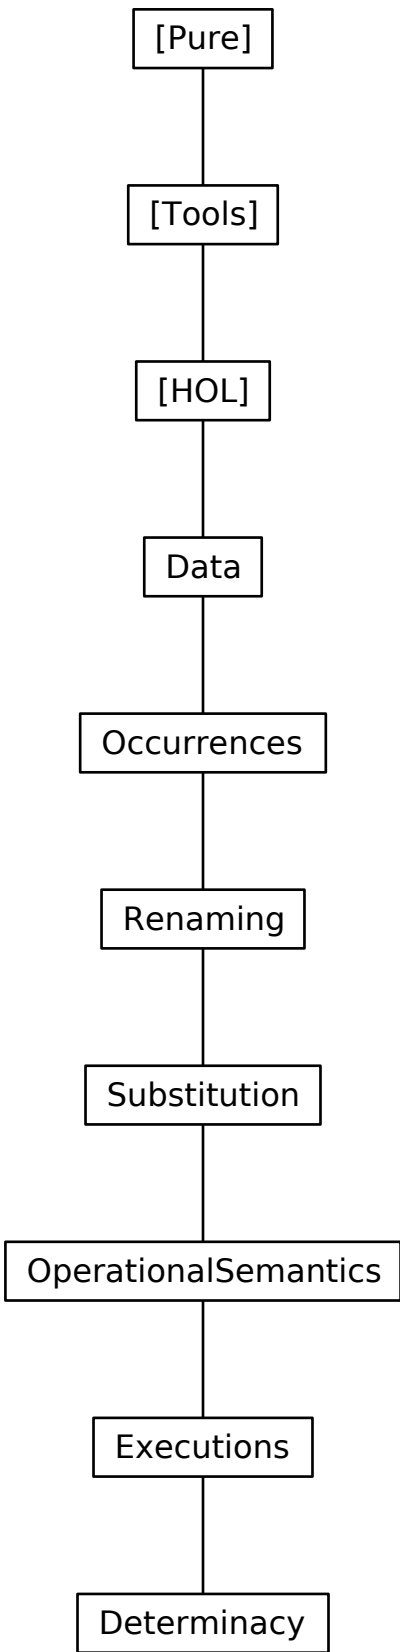 [Pure]
[Tools]
[HOL]
Data
Occurrences
Renaming
Substitution
OperationalSemantics
Executions
Determinacy